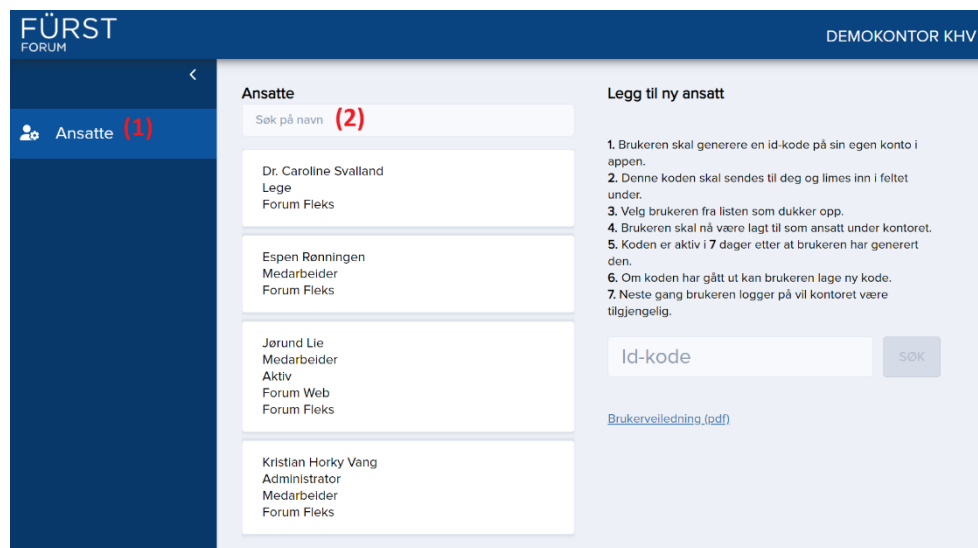 FÜRST
FORUM
DEMOKONTOR KHV
Ansatte (1)
Ansatte
Søk på navn (2)
Dr. Caroline Svalland
Lege
Forum Fleks
Espen Rønningen
Medarbeider
Forum Fleks
Jørund Lie
Medarbeider
Aktiv
Forum Web
Forum Fleks
Kristian Horky Vang
Administrator
Medarbeider
Forum Fleks
Legg til ny ansatt
1. Brukeren skal generere en id-kode på sin egen konto i
appen.
2. Denne koden skal sendes til deg og limes inn i feltet
under.
3. Velg brukeren fra listen som dukker opp.
4. Brukeren skal nå være lagt til som ansatt under kontoret.
5. Koden er aktiv i 7 dager etter at brukeren har generert
den.
6. Om koden har gått ut kan brukeren lage ny kode.
7. Neste gang brukeren logger på vil kontoret være
tilgjengelig.
Id-kode
SØK
Brukerveiledning (pdf)